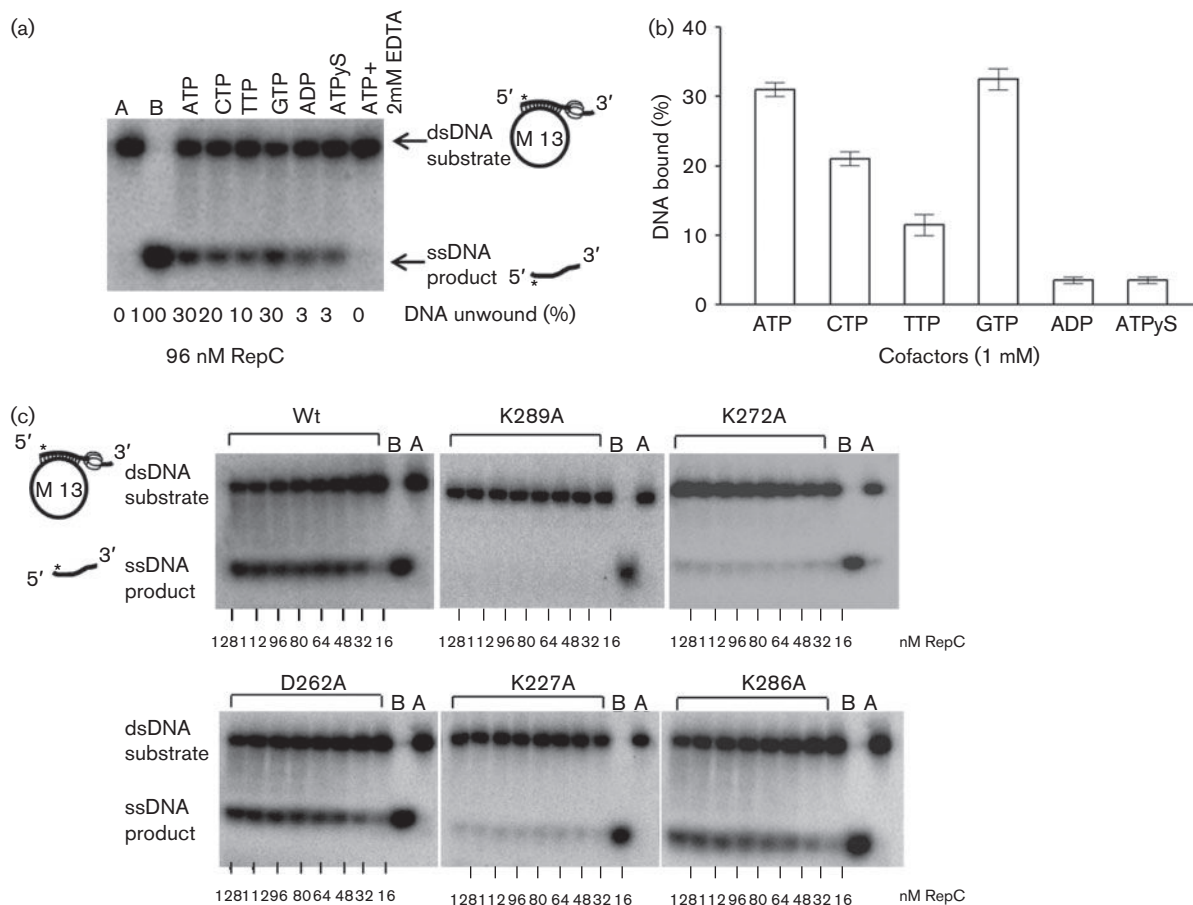 (a)
A B ATP CTP TTP GTP ADP ATPyS ATP+ 2mM EDTA
dsDNA
substrate
5′ * 3′
M 13
ssDNA
product
5′ * 3′
0 100 30 20 10 30 3 3 0 DNA unwound (%)
96 nM RepC
(b)
DNA bound (%)
30
20
10
0
ATP CTP TTP GTP ADP ATPyS
Cofactors (1 mM)
(c)
Wt B A K289A B A K272A B A
5′ * 3′
M 13
dsDNA
substrate
5′ * 3′
ssDNA
product
128 112 96 80 64 48 32 16 128 112 96 80 64 48 32 16 128 112 96 80 64 48 32 16 nM RepC
D262A B A K227A B A K286A B A
dsDNA
substrate
ssDNA
product
128 112 96 80 64 48 32 16 128 112 96 80 64 48 32 16 128 112 96 80 64 48 32 16 nM RepC